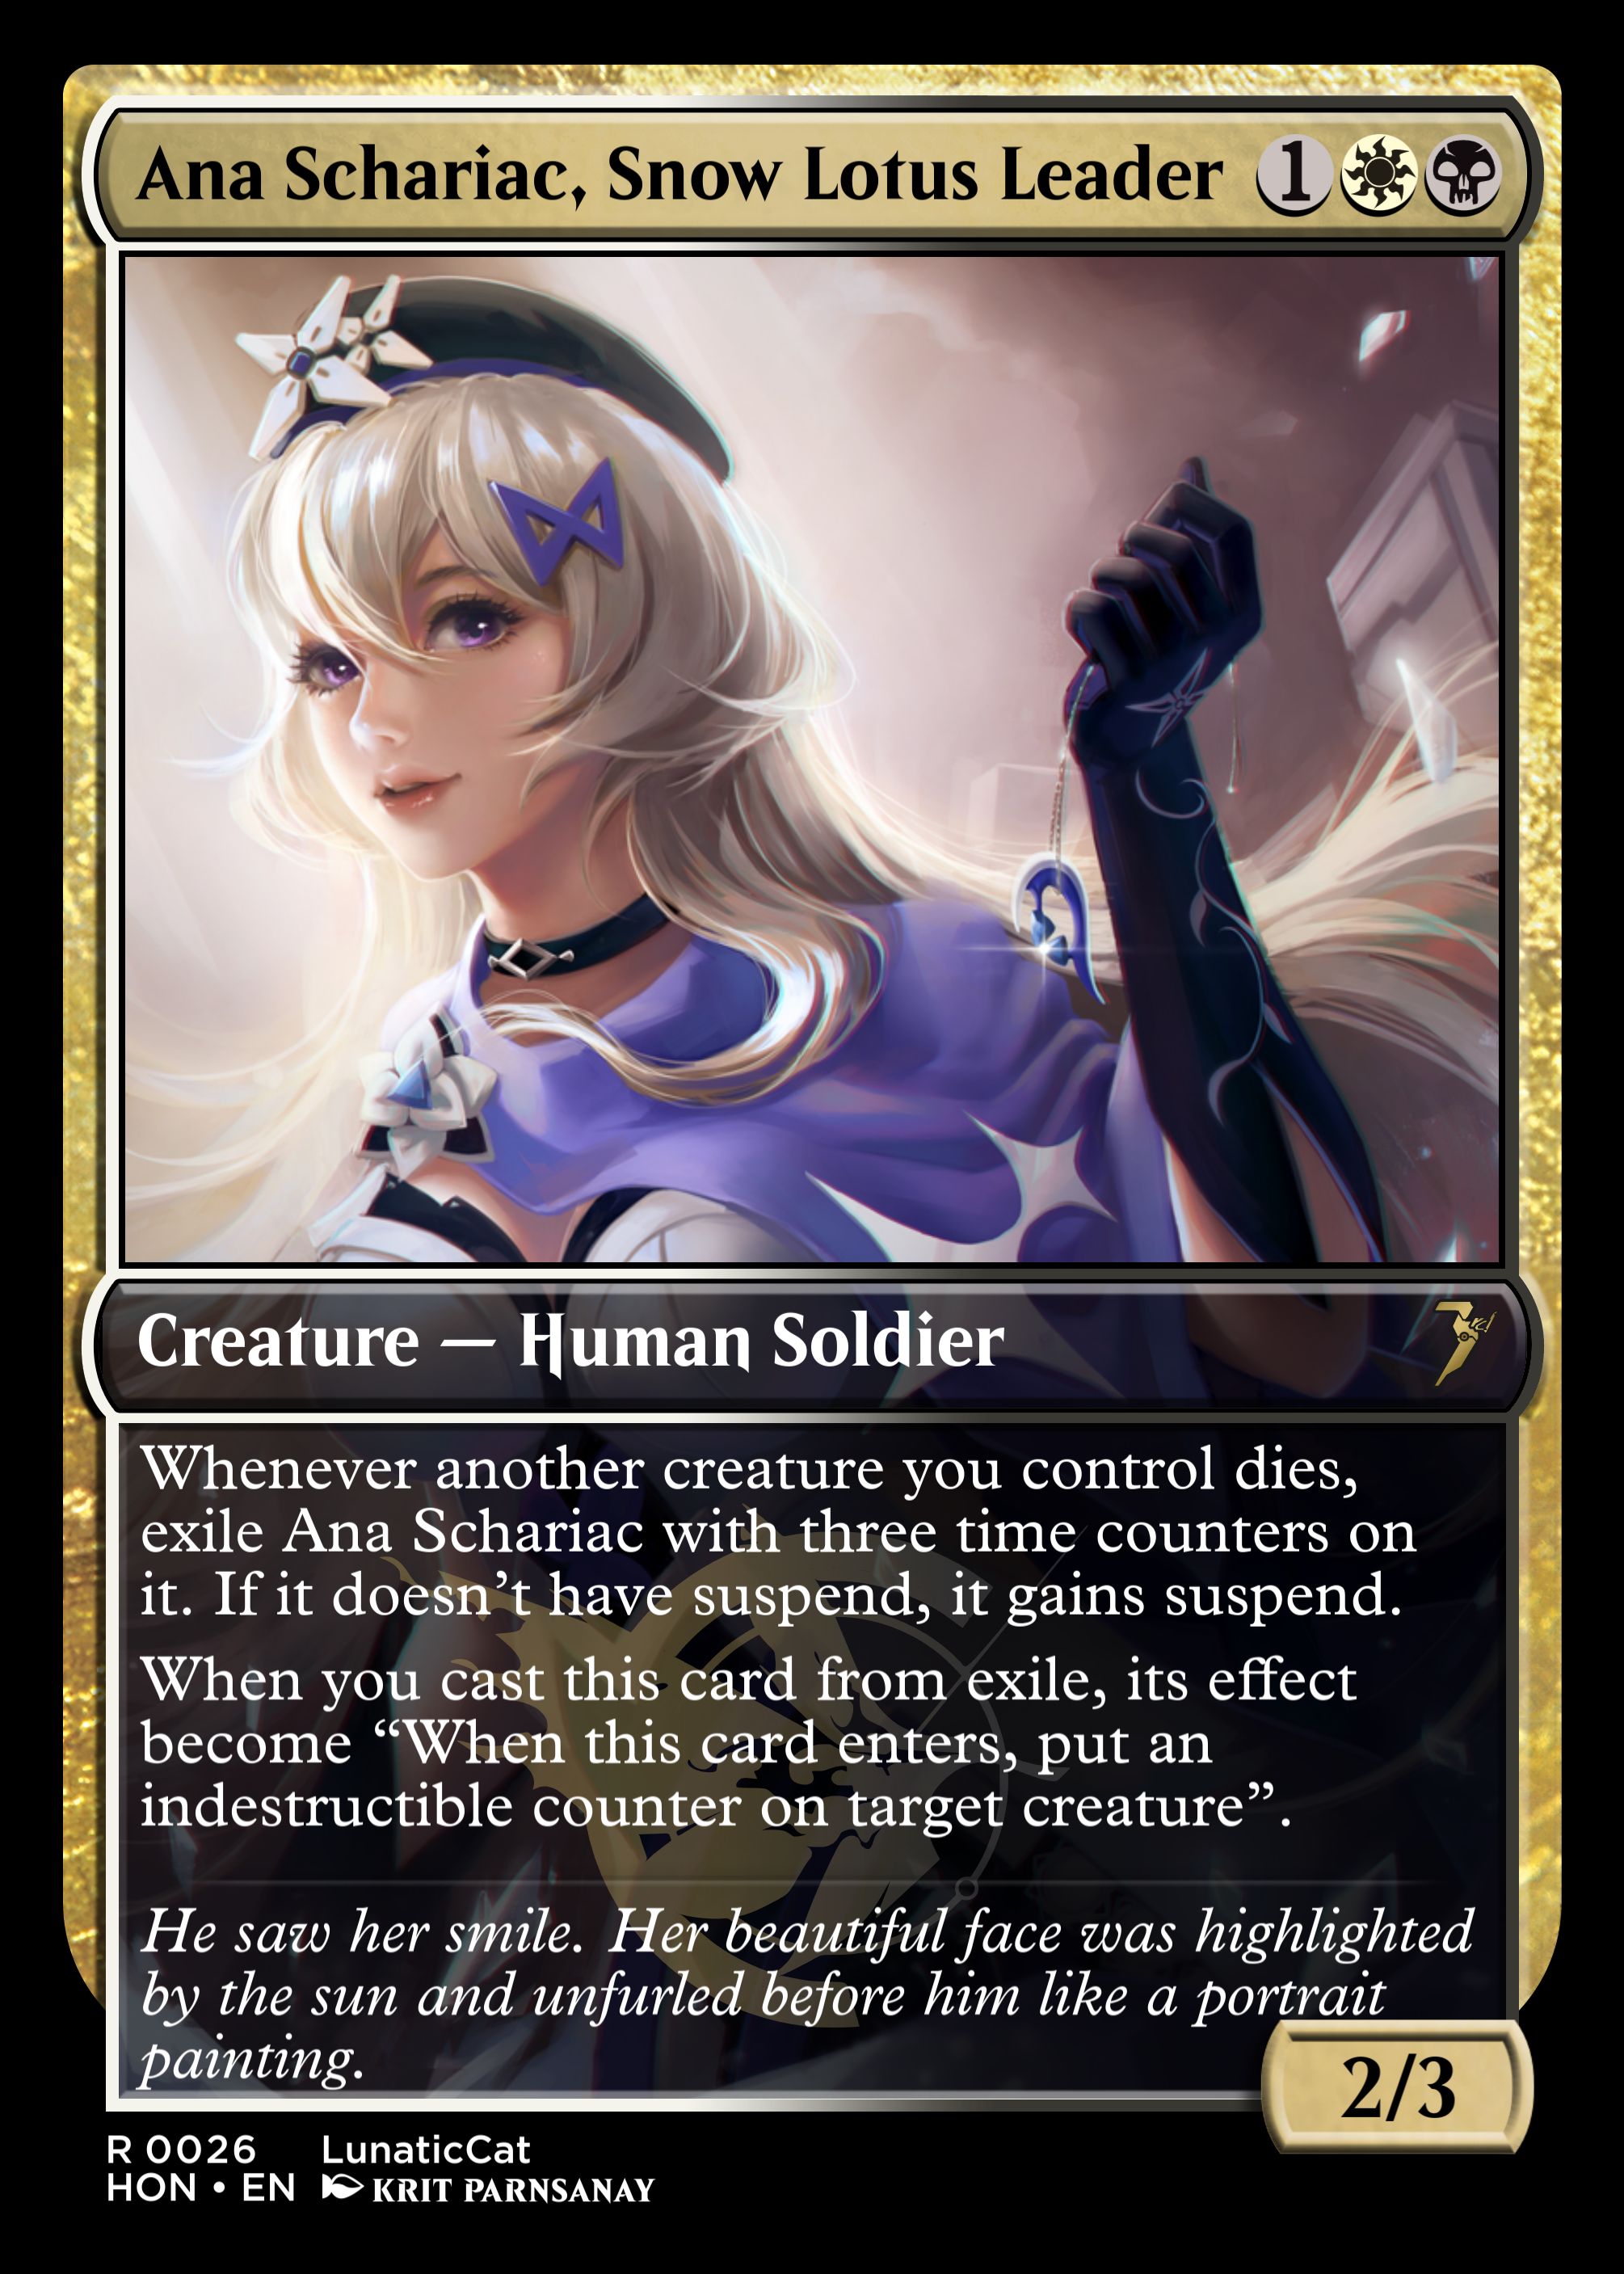 Ana Schariac, Snow Lotus Leader 1
Creature — Human Soldier
Whenever another creature you control dies,
exile Ana Schariac with three time counters on
it. If it doesn't have suspend, it gains suspend.
When you cast this card from exile, its effect
become “When this card enters, put an
indestructible counter on target creature”.
He saw her smile. Her beautiful face was highlighted
by the sun and unfurled before him like a portrait
painting.
2/3
R 0026 LunaticCat
HON • EN KRIT PARNSANAY